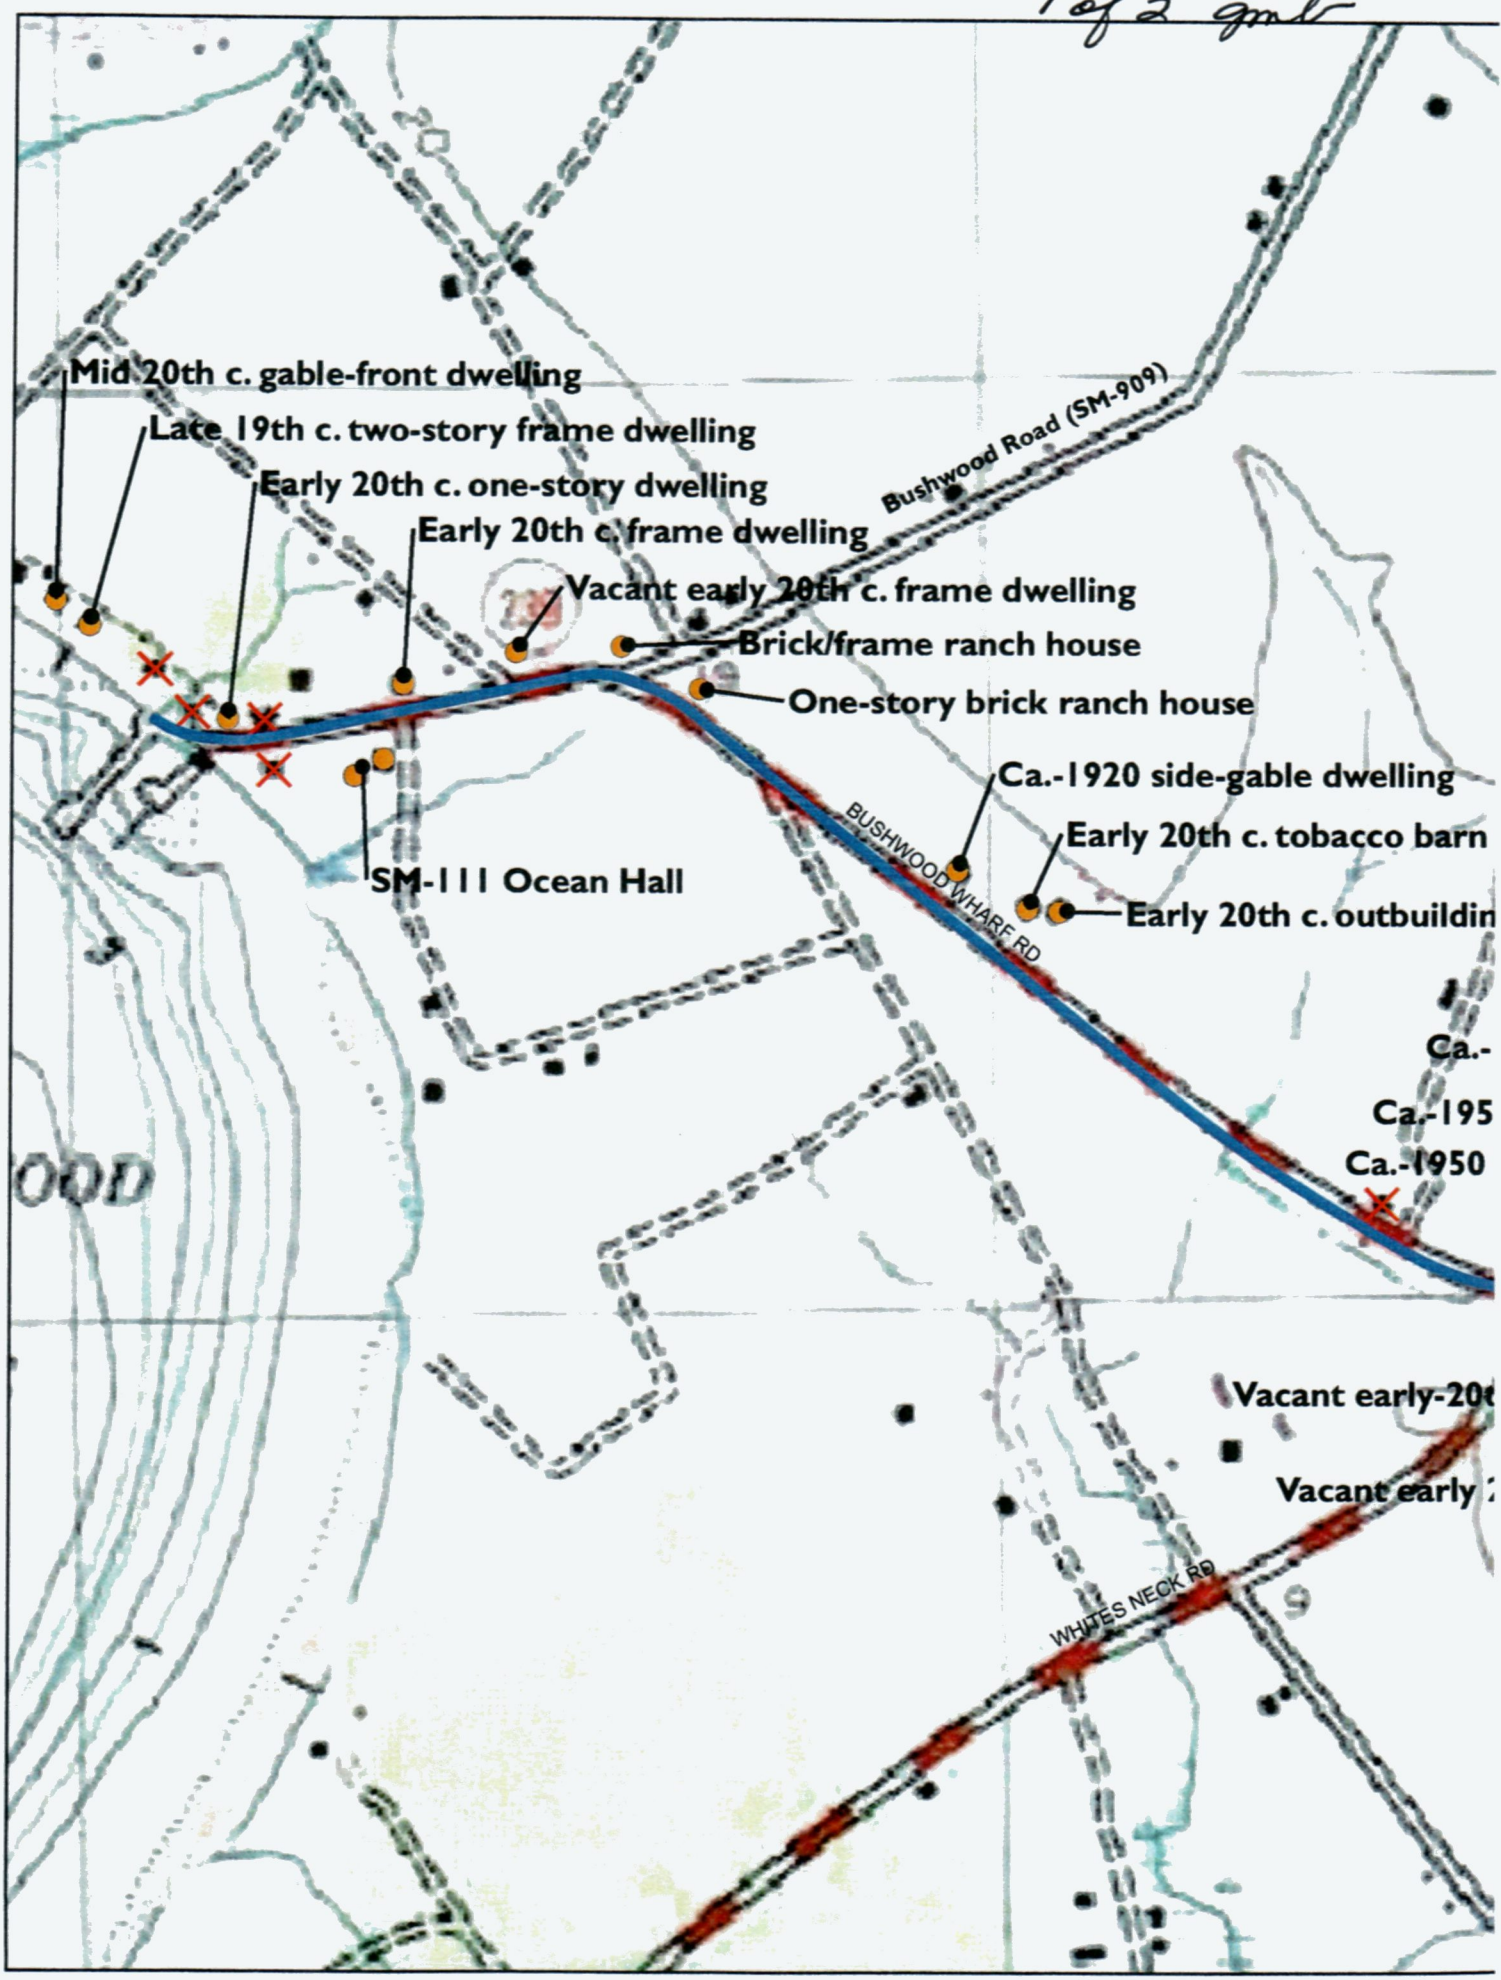 1 of 2 gmb
Mid 20th c. gable-front dwelling
Late 19th c. two-story frame dwelling
Early 20th c. one-story dwelling
Early 20th c. frame dwelling
Bushwood Road (SM-909)
Vacant early 20th c. frame dwelling
Brick/frame ranch house
One-story brick ranch house
Ca.-1920 side-gable dwelling
BUSHWOOD WHARF RD
Early 20th c. tobacco barn
SM-111 Ocean Hall
Early 20th c. outbuildin
Ca.-
Ca.-195
Ca.-1950
OOD
Vacant early-20t
Vacant early 2
WHITES NECK RD
9